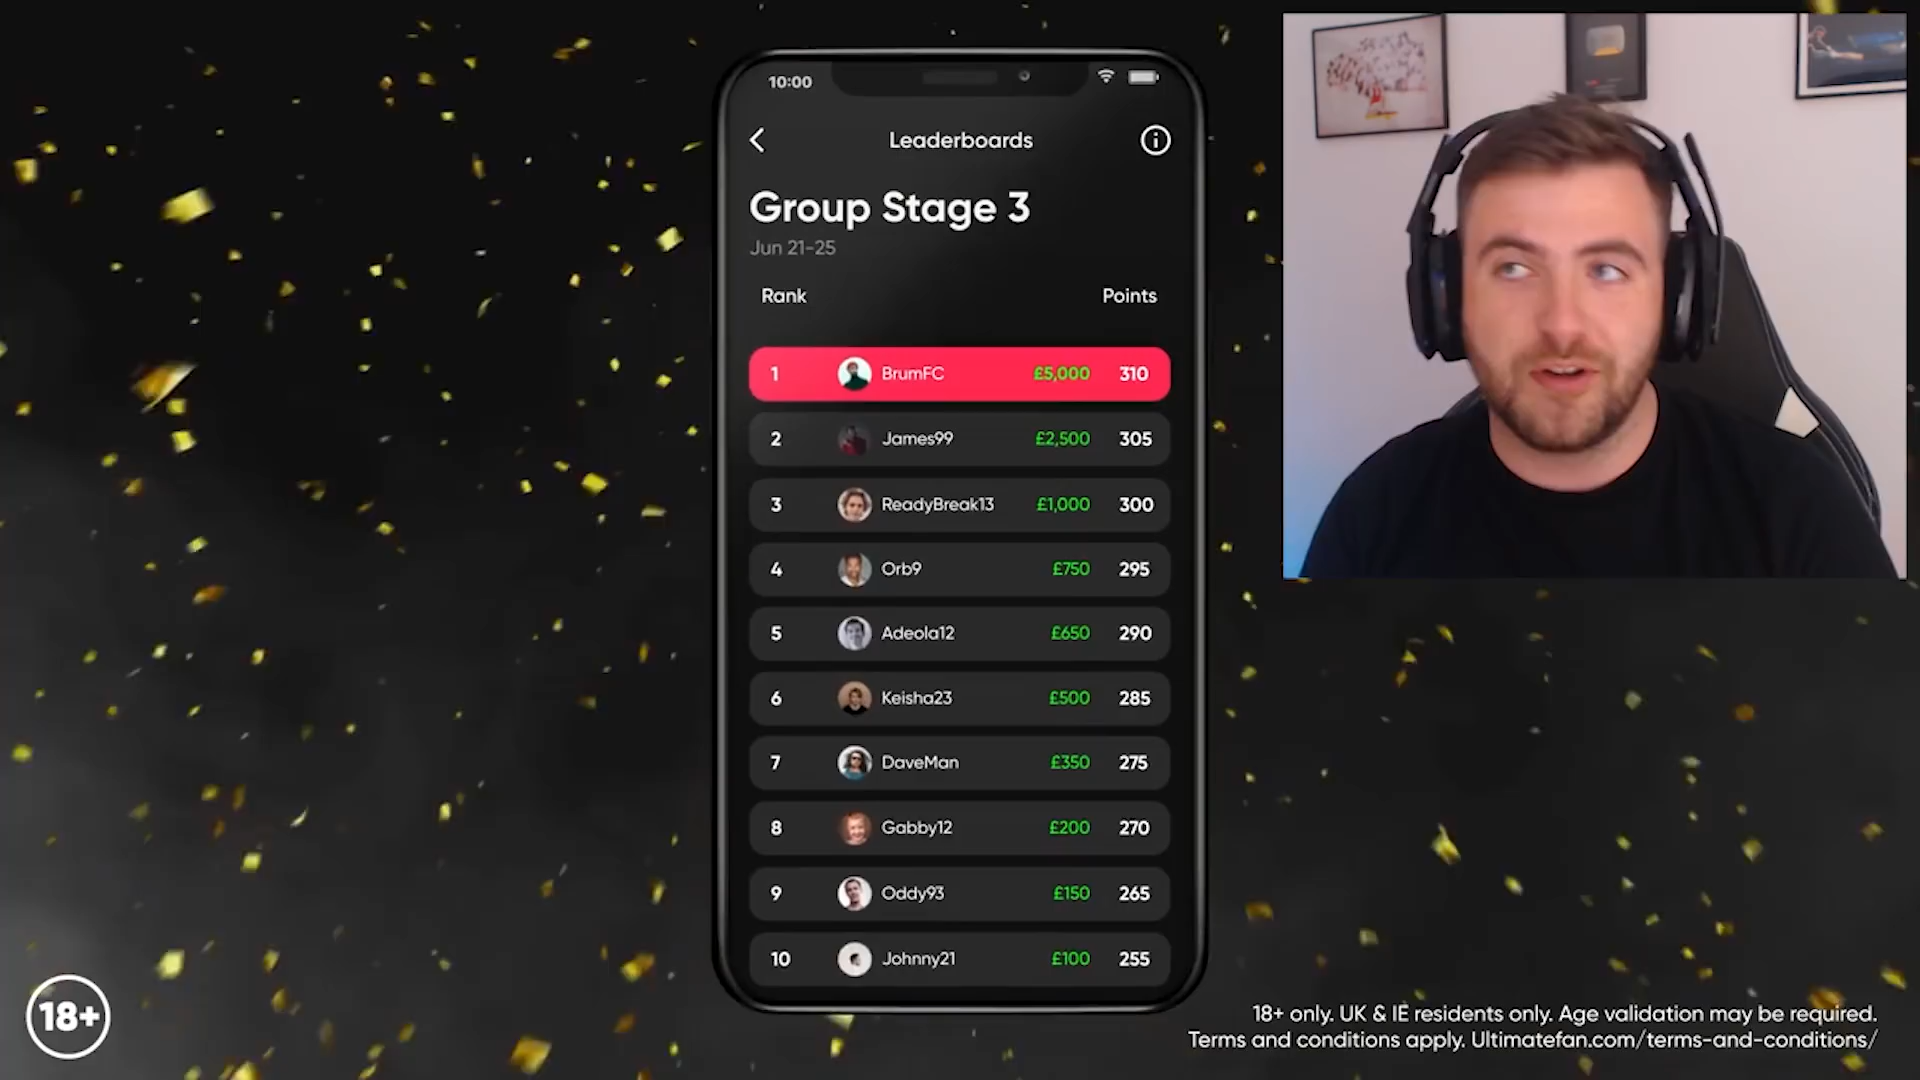 10:00
Leaderboards
Group Stage 3
Jun 21-25
Rank Points
1 BrumFC £5,000 310
2 James99 £2,500 305
3 ReadyBreak13 £1,000 300
4 Orb9 £750 295
5 Adeola12 £650 290
6 Keisha23 £500 285
7 DaveMan £350 275
8 Gabby12 £200 270
9 Oddy93 £150 265
10 Johnny21 £100 255
18+
18+ only. UK & IE residents only. Age validation may be required.
Terms and conditions apply. Ultimatefan.com/terms-and-conditions/